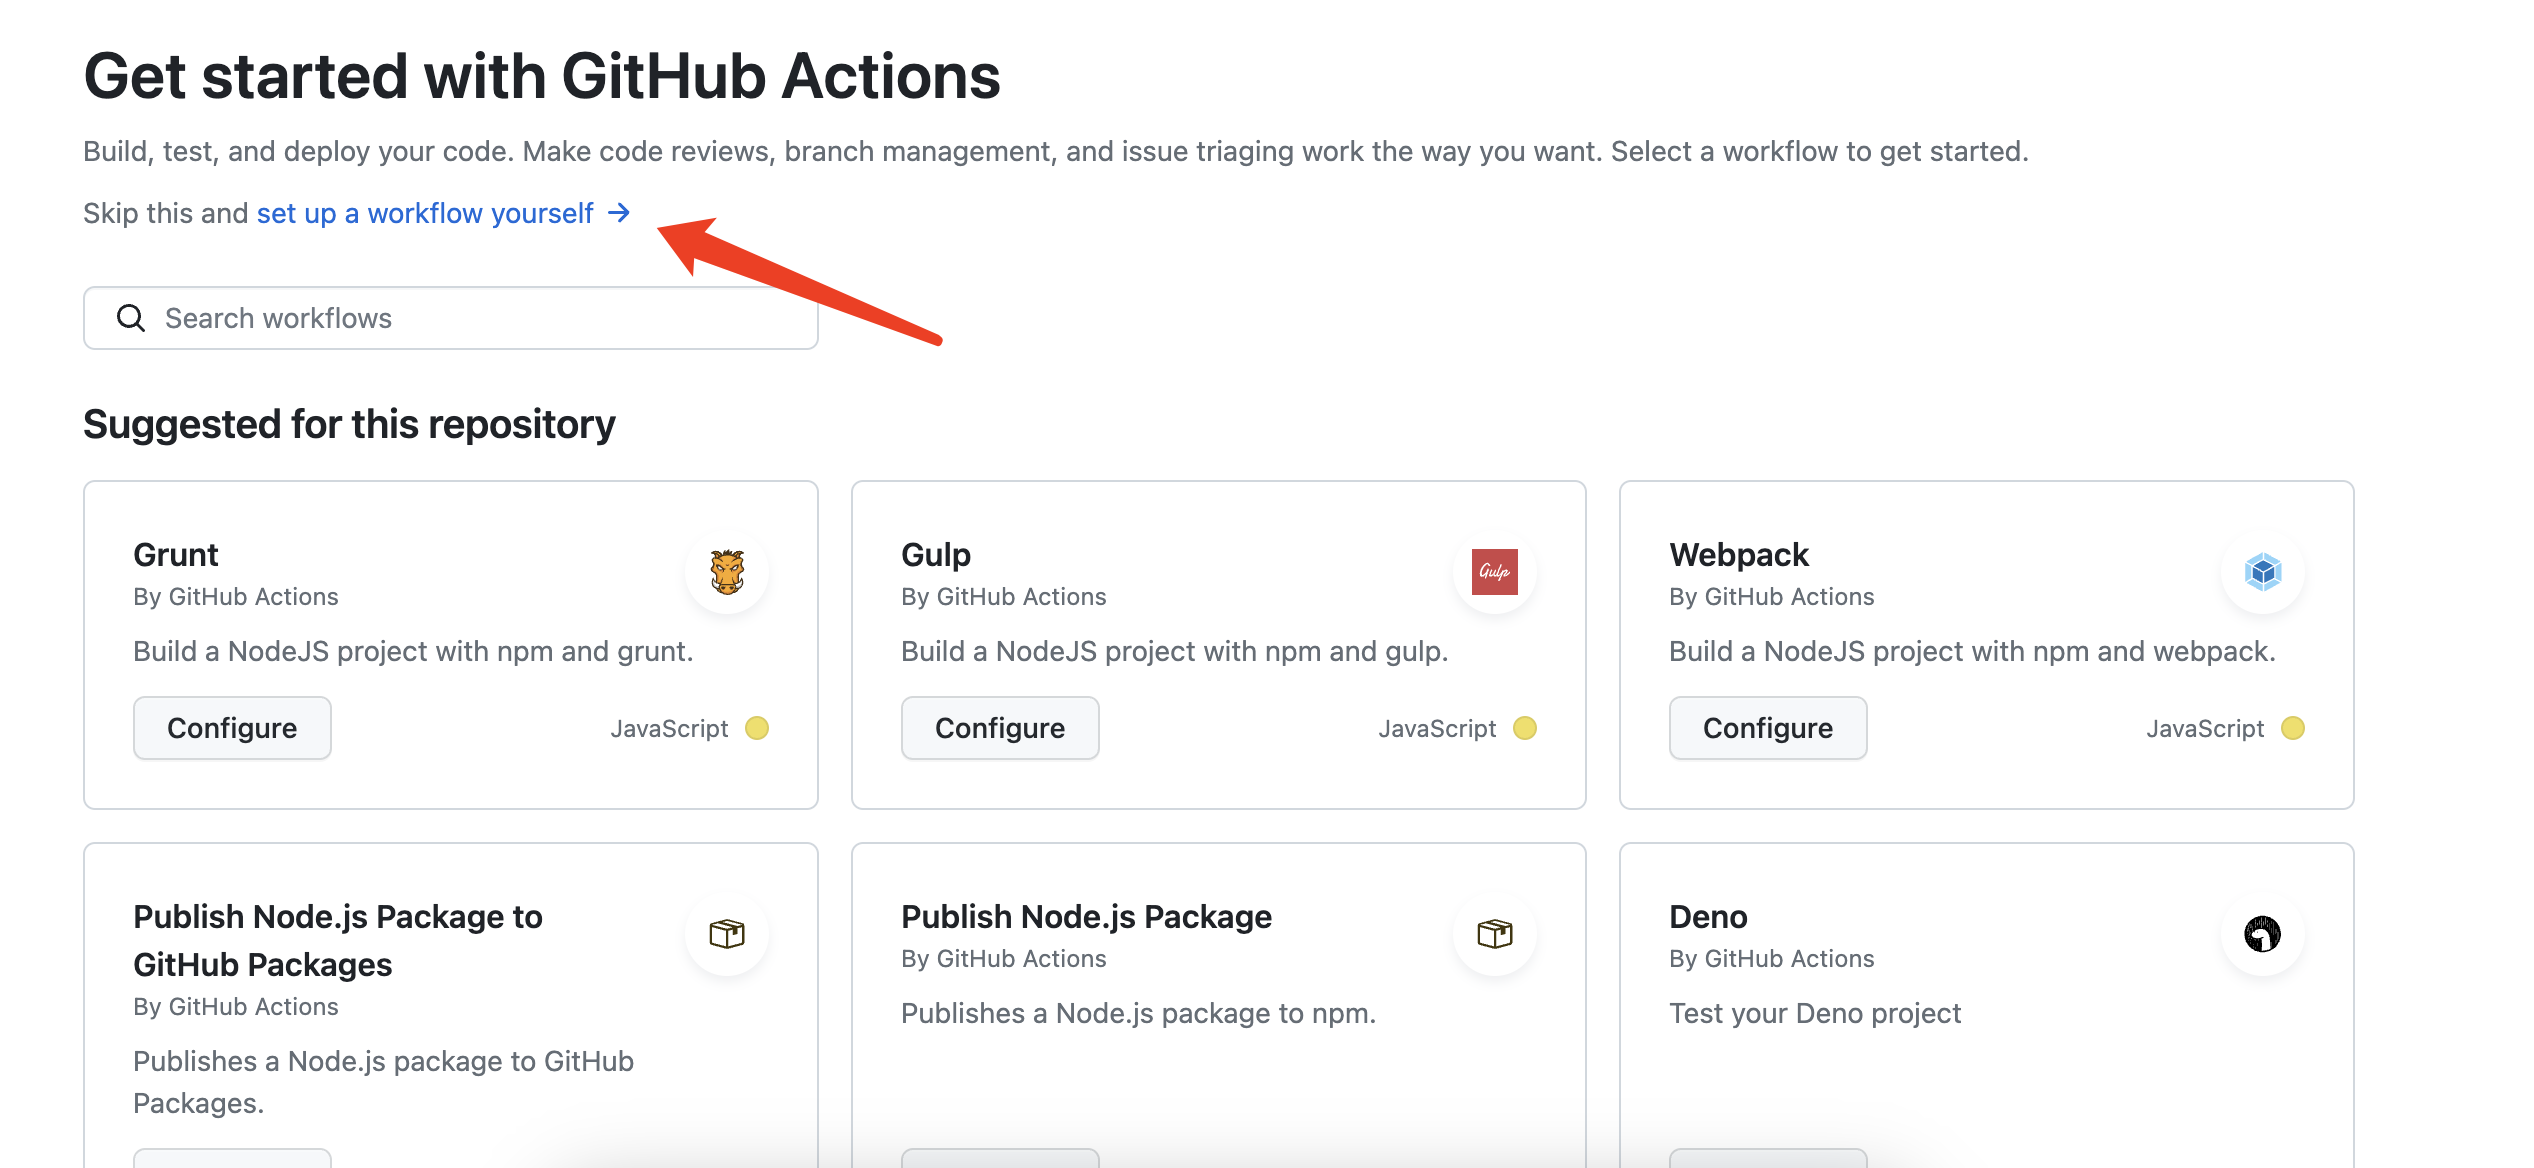 Get started with GitHub Actions
Build, test, and deploy your code. Make code reviews, branch management, and issue triaging work the way you want. Select a workflow to get started.
Skip this and set up a workflow yourself →
Search workflows
Suggested for this repository
Grunt
By GitHub Actions
Build a NodeJS project with npm and grunt.
Configure
JavaScript
Gulp
By GitHub Actions
Gulp
Build a NodeJS project with npm and gulp.
Configure
JavaScript
Webpack
By GitHub Actions
Build a NodeJS project with npm and webpack.
Configure
JavaScript
Publish Node.js Package to
GitHub Packages
By GitHub Actions
Publishes a Node.js package to GitHub
Packages.
Publish Node.js Package
By GitHub Actions
Publishes a Node.js package to npm.
Deno
By GitHub Actions
Test your Deno project